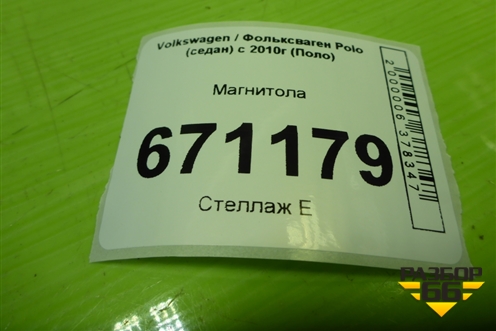 Volkswagen / Фольксваген Polo
(седан) с 2010г (Поло)
Магнитола
671179
Стеллаж Е
2000006378347
РАЗБОР
66